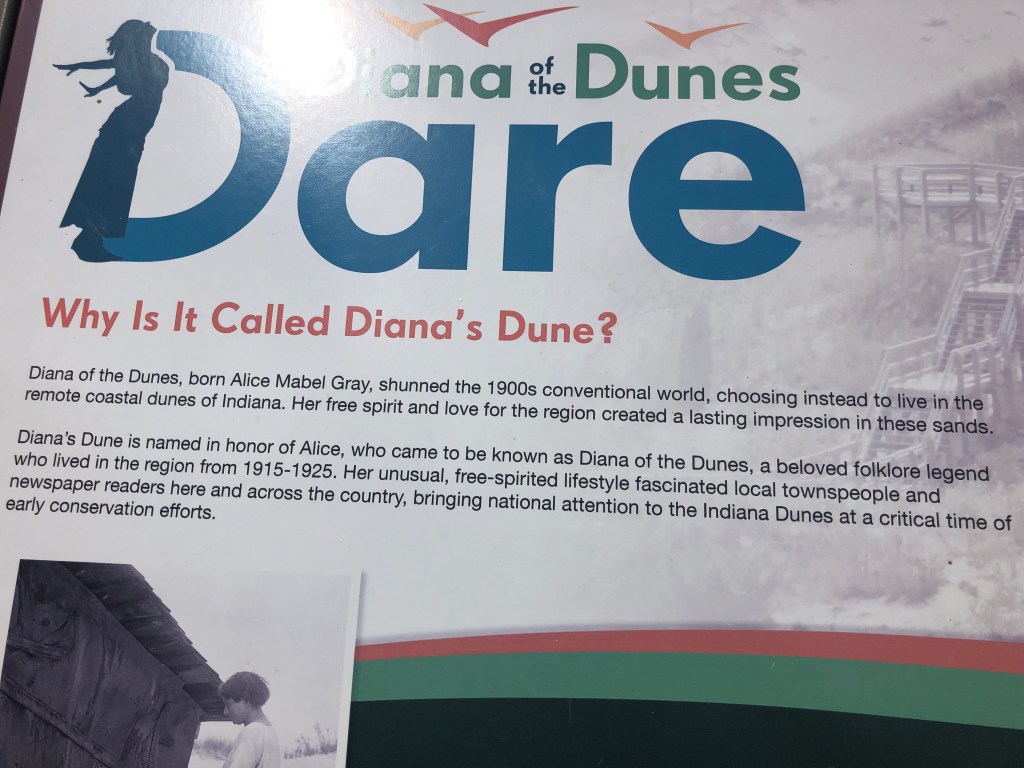 Diana of the Dunes
Dare
Why Is It Called Diana's Dune?
Diana of the Dunes, born Alice Mabel Gray, shunned the 1900s conventional world, choosing instead to live in the
remote coastal dunes of Indiana. Her free spirit and love for the region created a lasting impression in these sands.
Diana's Dune is named in honor of Alice, who came to be known as Diana of the Dunes, a beloved folklore legend
who lived in the region from 1915-1925. Her unusual, free-spirited lifestyle fascinated local townspeople and
newspaper readers here and across the country, bringing national attention to the Indiana Dunes at a critical time of
early conservation efforts.